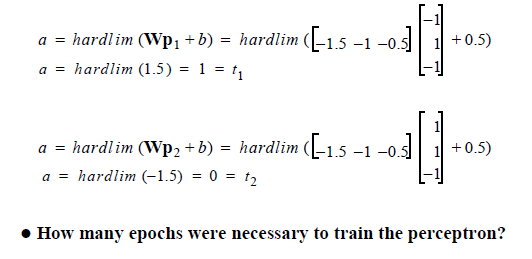 a = hardlim (Wp₁ + b) = hardlim ([−1.5 −1 −0.5] [−1 1 −1] + 0.5)
a = hardlim (1.5) = 1 = t₁
a = hardlim (Wp₂ + b) = hardlim ([−1.5 −1 −0.5] [1 1 −1] + 0.5)
a = hardlim (−1.5) = 0 = t₂
● How many epochs were necessary to train the perceptron?